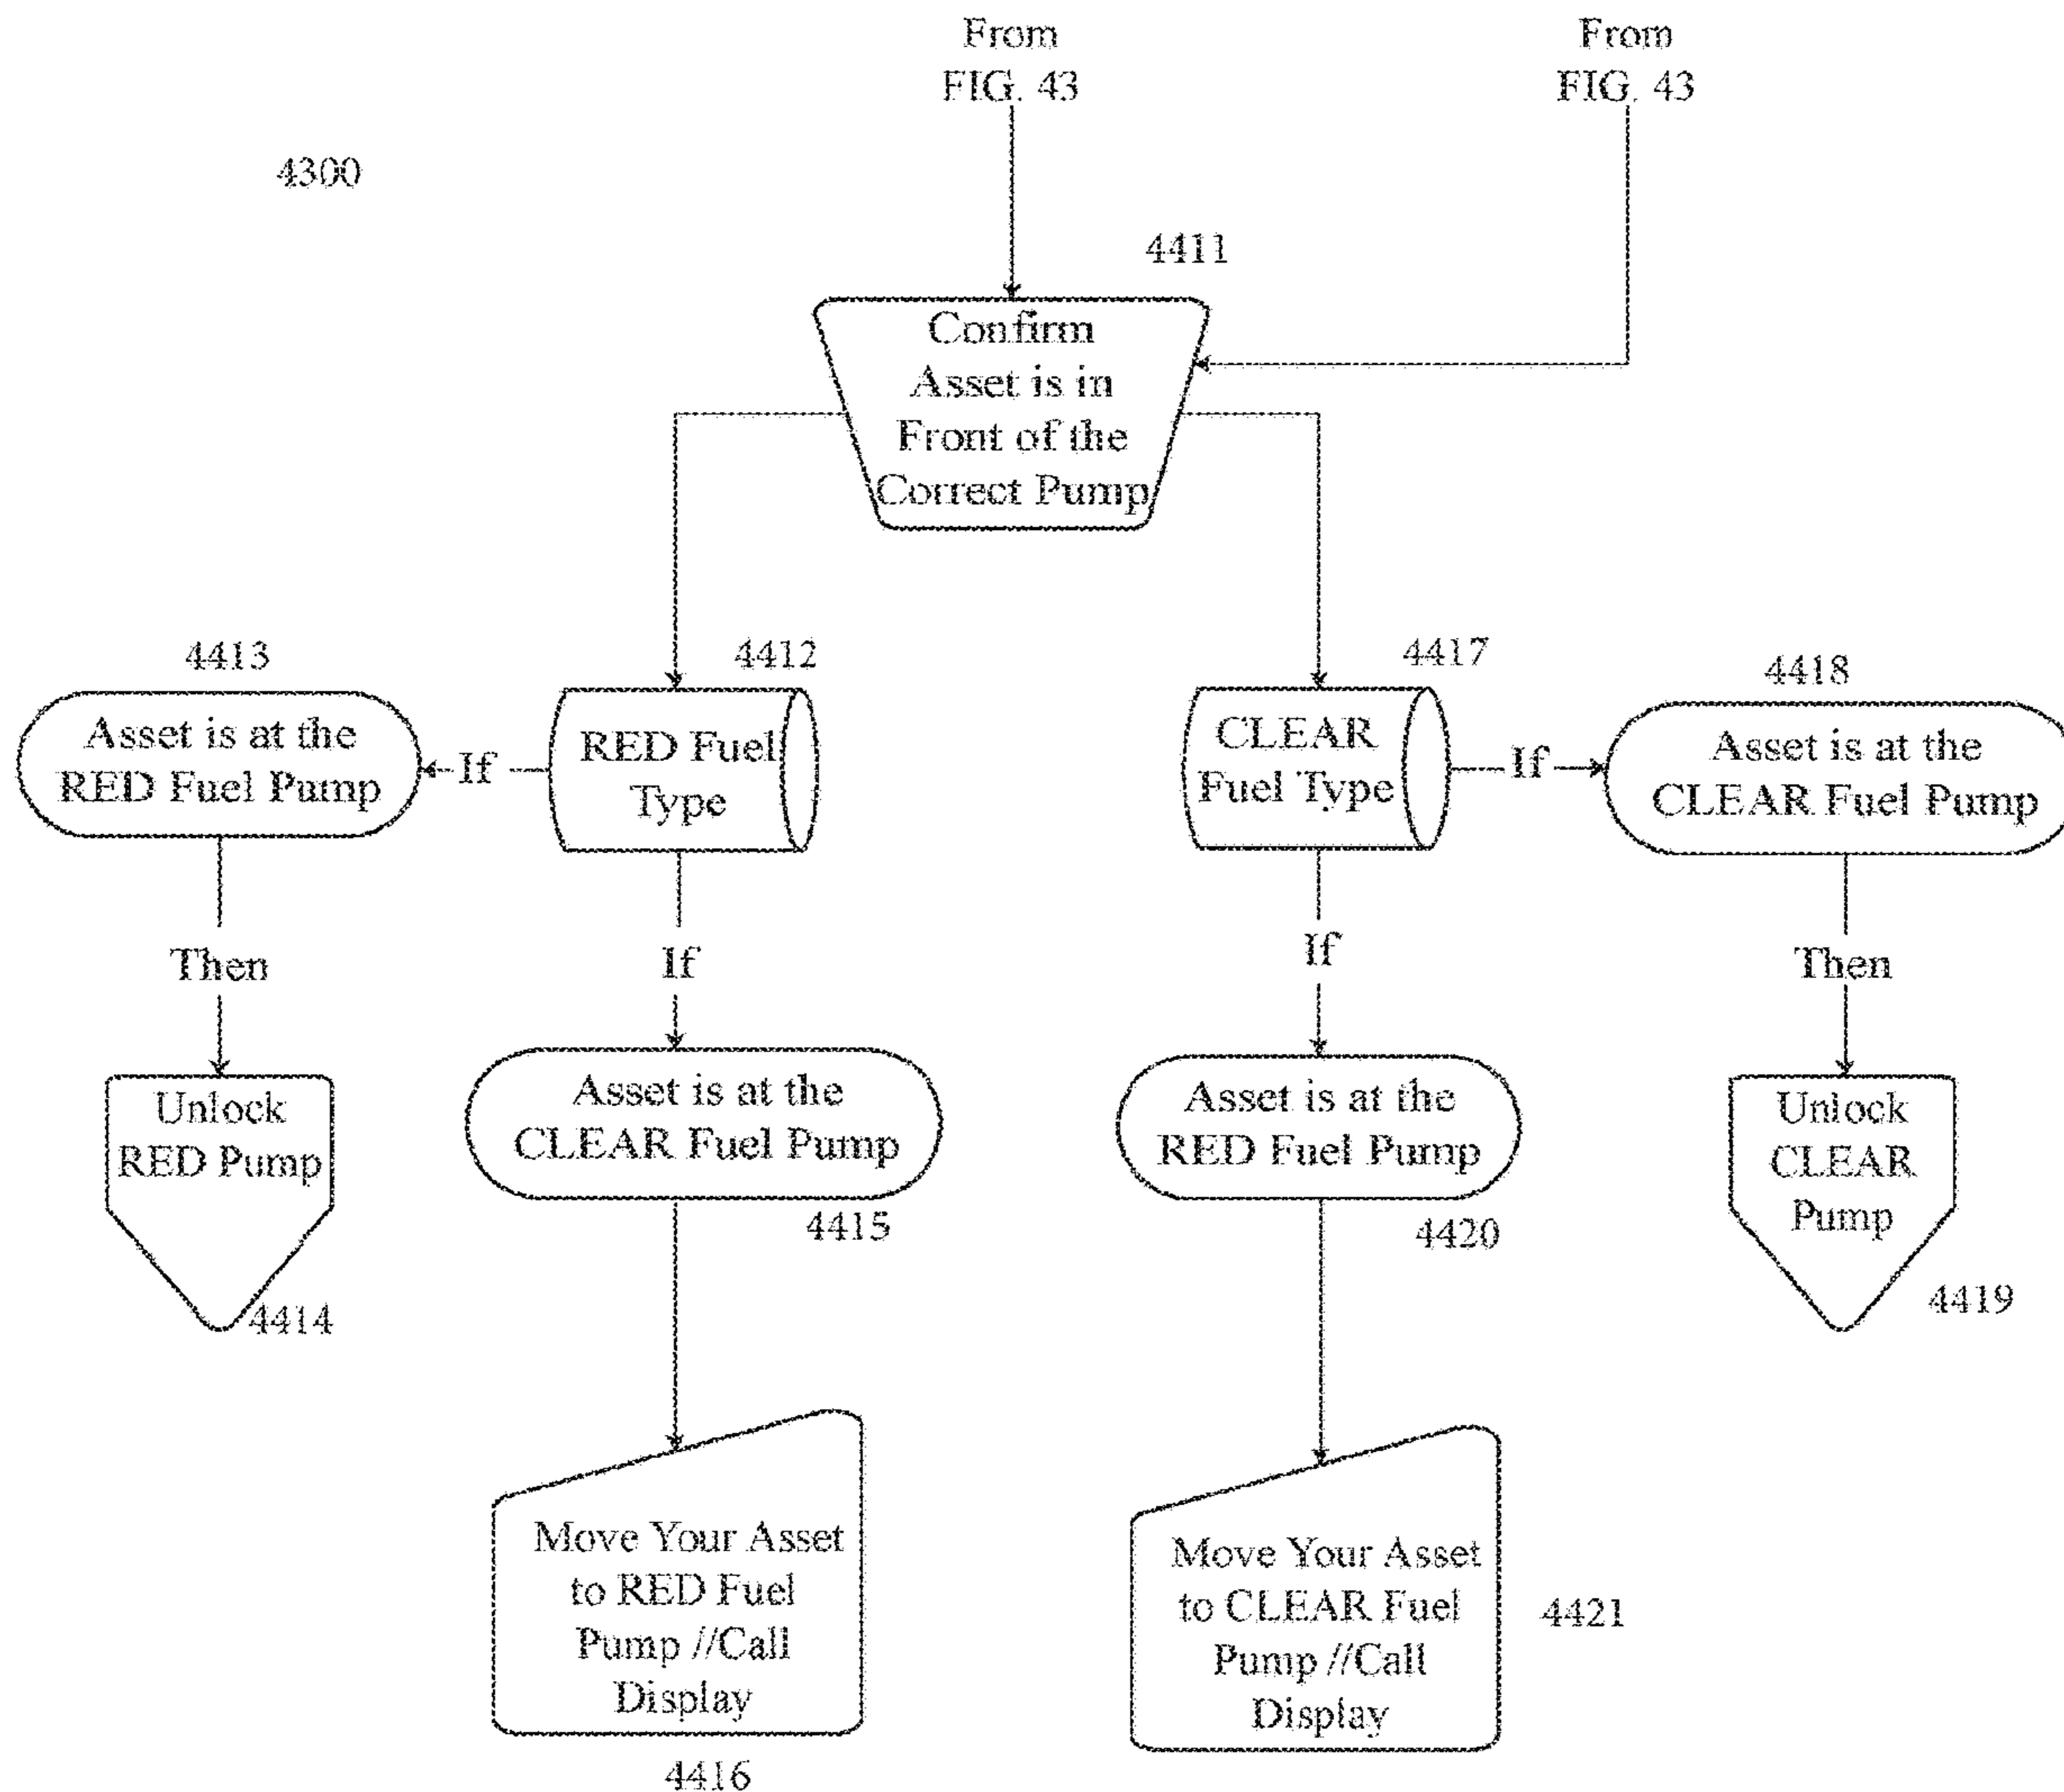 From
FIG. 43
From
FIG. 43
4300
4411
Confirm
Asset is in
Front of the
Correct Pump
4413
4412
4417
4418
Asset is at the
RED Fuel Pump
If
RED Fuel
Type
CLEAR
Fuel Type
If
Asset is at the
CLEAR Fuel Pump
Then
If
If
Then
Unlock
RED Pump
4414
Asset is at the
CLEAR Fuel Pump
4415
Asset is at the
RED Fuel Pump
4420
Unlock
CLEAR
Pump
4419
Move Your Asset
to RED Fuel
Pump //Call
Display
4416
Move Your Asset
to CLEAR Fuel
Pump //Call
Display
4421